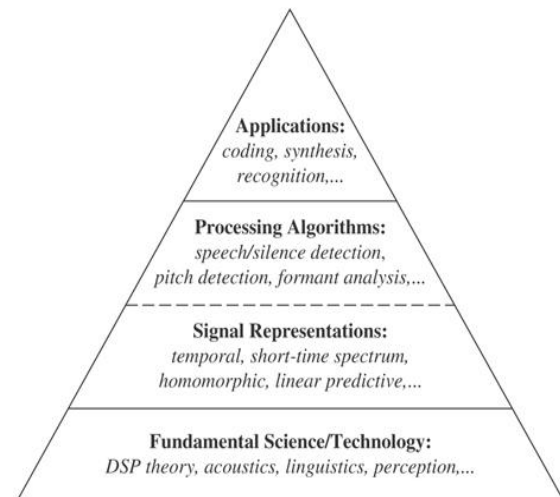 Applications:
coding, synthesis,
recognition,...
Processing Algorithms:
speech/silence detection,
pitch detection, formant analysis,...
Signal Representations:
temporal, short-time spectrum,
homomorphic, linear predictive,...
Fundamental Science/Technology:
DSP theory, acoustics, linguistics, perception,...